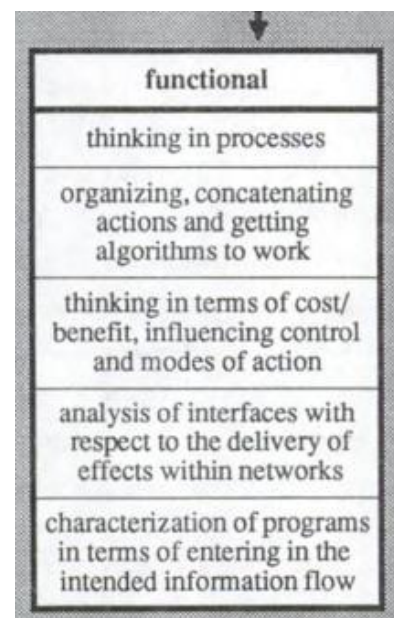 functional
thinking in processes
organizing, concatenating
actions and getting
algorithms to work
thinking in terms of cost/
benefit, influencing control
and modes of action
analysis of interfaces with
respect to the delivery of
effects within networks
characterization of programs
in terms of entering in the
intended information flow